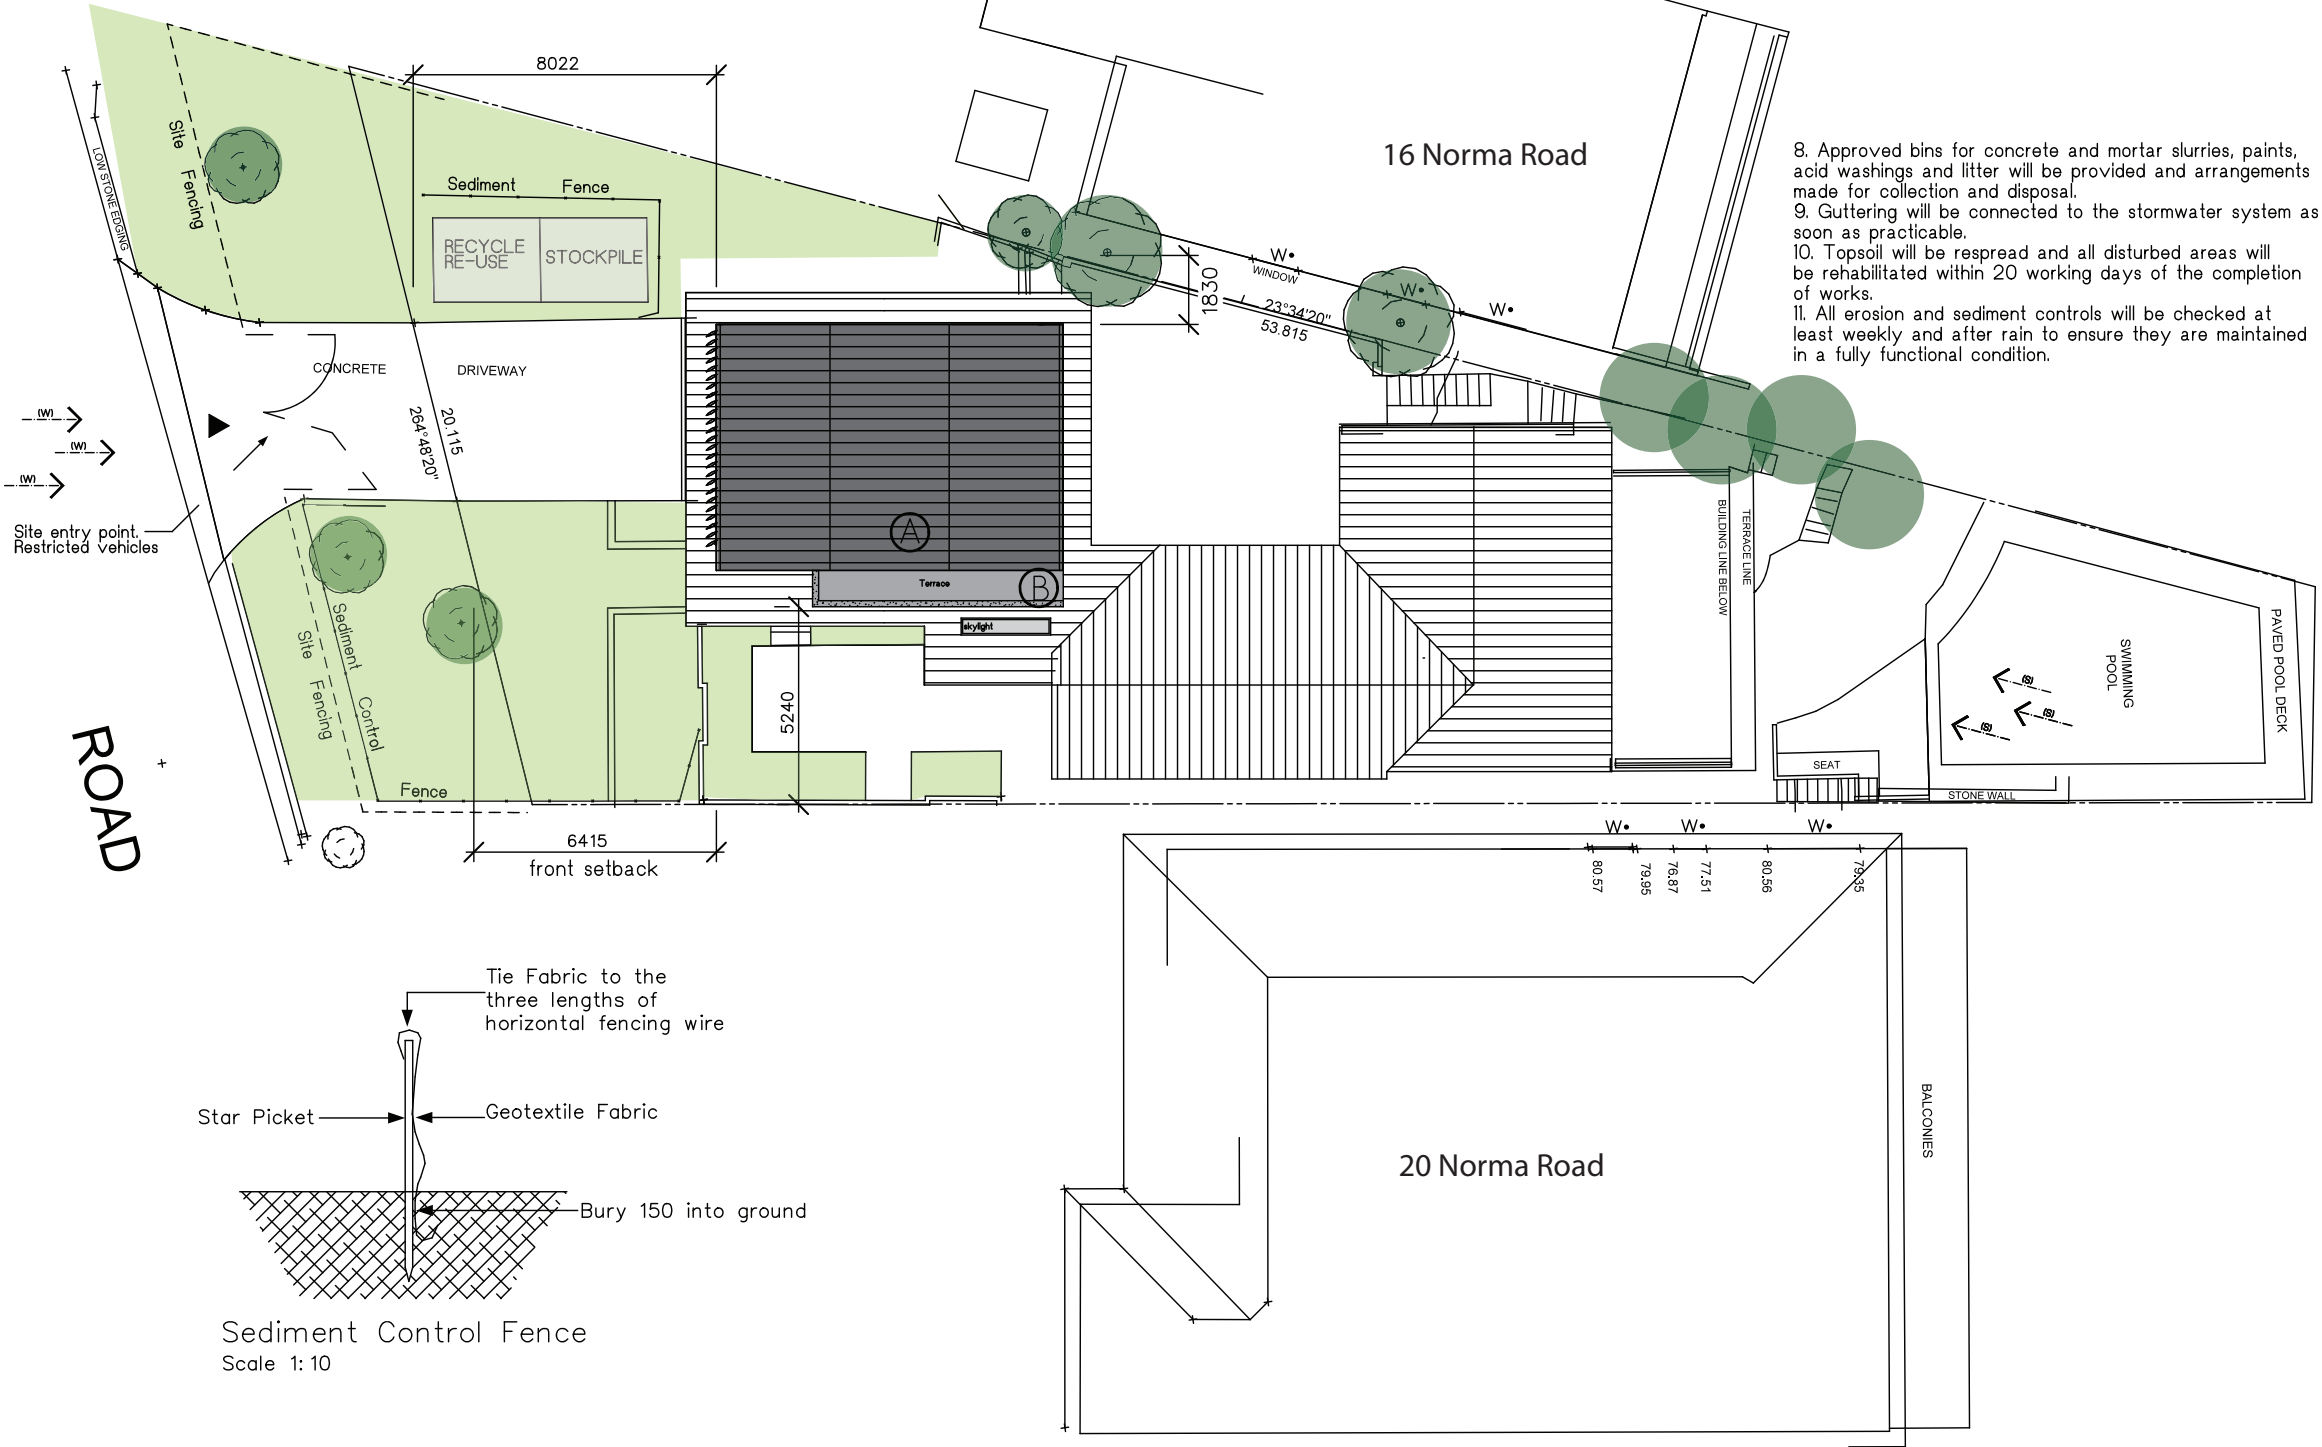 8022
16 Norma Road
8. Approved bins for concrete and mortar slurries, paints,
acid washings and litter will be provided and arrangements
made for collection and disposal.
9. Guttering will be connected to the stormwater system as
soon as practicable.
10. Topsoil will be respread and all disturbed areas will
be rehabilitated within 20 working days of the completion
of works.
11. All erosion and sediment controls will be checked at
least weekly and after rain to ensure they are maintained
in a fully functional condition.
LOW STONE EDGING
Site Fencing
Sediment Fence
RECYCLE
RE-USE
STOCKPILE
W
WINDOW
W
W
1830
23°34'20"
53.815
CONCRETE DRIVEWAY
20.115
264°48'20"
(W)
(W)
(W)
Site entry point.
Restricted vehicles
A
B
Terrace
skylight
BUILDING LINE BELOW
TERRACE LINE
Sediment Control
Site Fencing
Fence
5240
SWIMMING
POOL
PAVED POOL DECK
(S)
(S)
(S)
SEAT
STONE WALL
ROAD
6415
front setback
W
W
W
80.57
79.95
76.87
77.51
80.56
79.35
Tie Fabric to the
three lengths of
horizontal fencing wire
Star Picket
Geotextile Fabric
Bury 150 into ground
Sediment Control Fence
Scale 1:10
20 Norma Road
BALCONIES